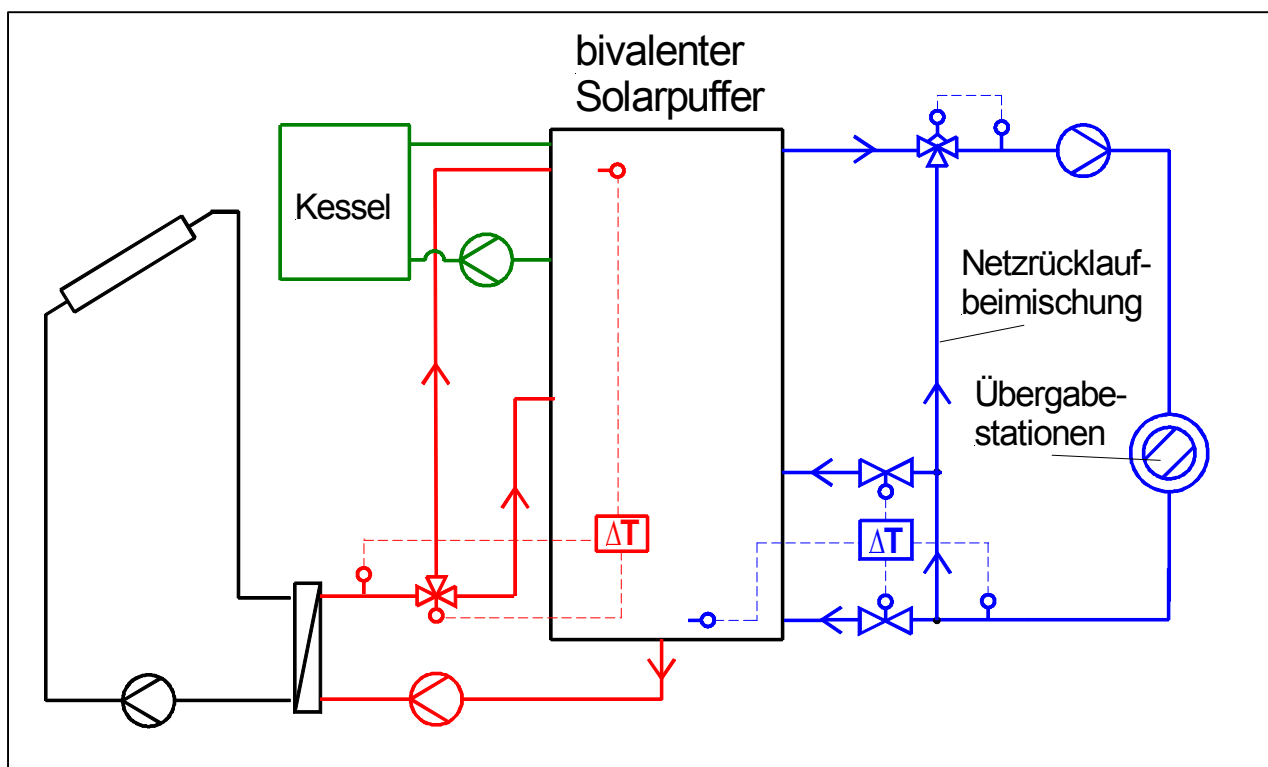 bivalenter
Solarpuffer
Kessel
Netzrücklauf-
beimischung
Übergabe-
stationen
ΔT
ΔT